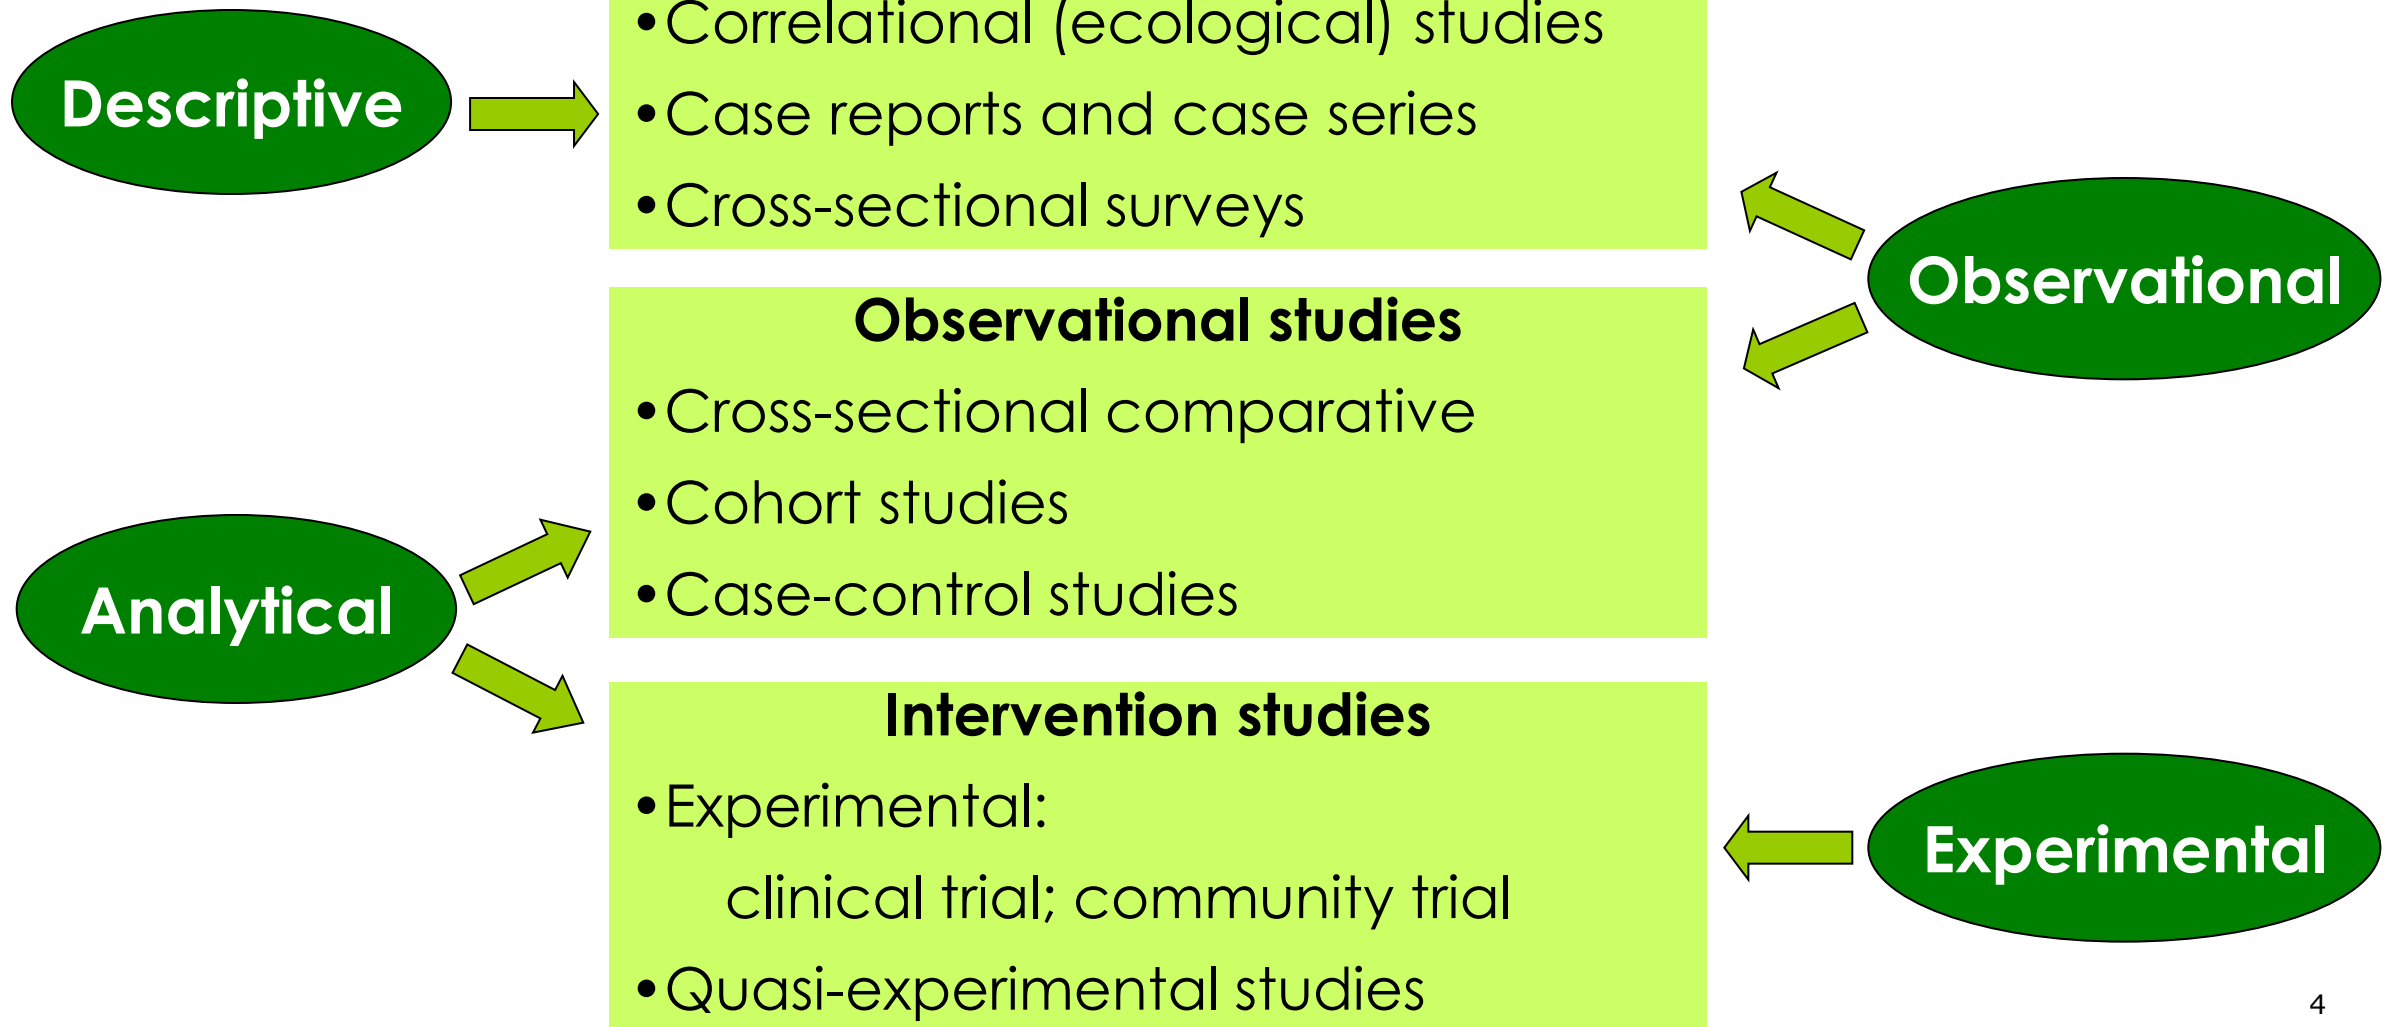 •Correlational (ecological) studies
Descriptive
•Case reports and case series
•Cross-sectional surveys
Observational
Observational studies
•Cross-sectional comparative
•Cohort studies
•Case-control studies
Analytical
Intervention studies
•Experimental:
clinical trial; community trial
Experimental
•Quasi-experimental studies
4